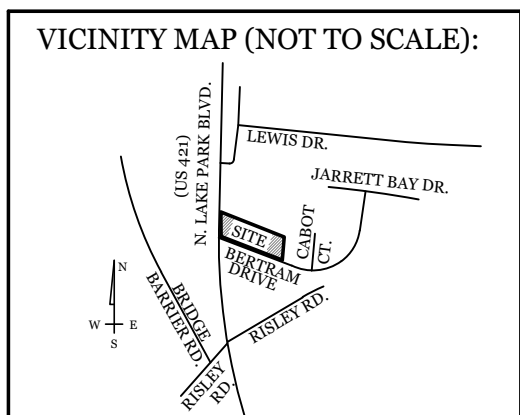 VICINITY MAP (NOT TO SCALE):
(US 421)
N. LAKE PARK BLVD.
LEWIS DR.
JARRETT BAY DR.
SITE
CABOT
CT.
BERTRAM
DRIVE
N
W E
S
BRIDGE
BARRIER RD.
RISLEY RD.
RISLEY
RD.